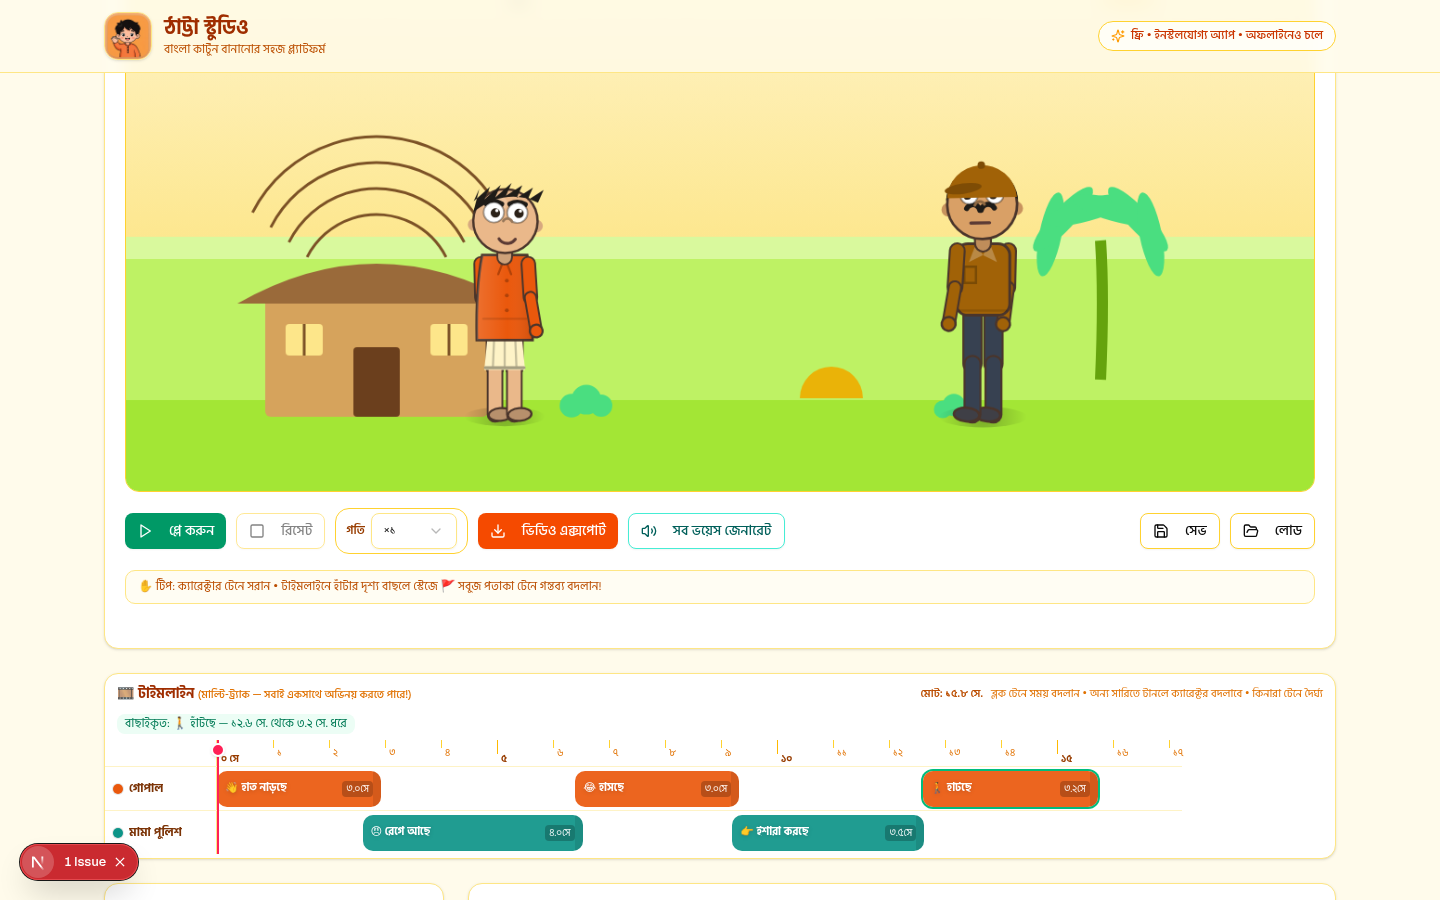 ঠাট্টা স্টুডিও
বাংলা কার্টুন বানানোর সহজ প্ল্যাটফর্ম
ফ্রি • ইনস্টলযোগ্য অ্যাপ • অফলাইনেও চলে
প্লে করুন
রিসেট
গতি
×১
ভিডিও এক্সপোর্ট
সব ভয়েস জেনারেট
সেভ
লোড
✋ টিপ: ক্যারেক্টার টেনে সরান • টাইমলাইনে হাঁটার দৃশ্য বাছলে স্টেজে 🚩 সবুজ পতাকা টেনে গন্তব্য বদলান!
🎞️ টাইমলাইন (মাল্টি-ট্র্যাক — সবাই একসাথে অভিনয় করতে পারে!)
মোট: ১৫.৮ সে. ব্লক টেনে সময় বদলান • অন্য সারিতে টানলে ক্যারেক্টার বদলাবে • কিনারা টেনে দৈর্ঘ্য
বাছাইকৃত: 🚶 হাঁটছে — ১২.৬ সে. থেকে ৩.২ সে. ধরে
০ সে ১ ২ ৩ ৪ ৫ ৬ ৭ ৮ ৯ ১০ ১১ ১২ ১৩ ১৪ ১৫ ১৬ ১৭
গোপাল
👋 হাত নাড়ছে ৩.০সে
😂 হাসছে ৩.০সে
🚶 হাঁটছে ৩.২সে
মামা পুলিশ
😠 রেগে আছে ৪.০সে
👉 ইশারা করছে ৩.৫সে
N 1 Issue